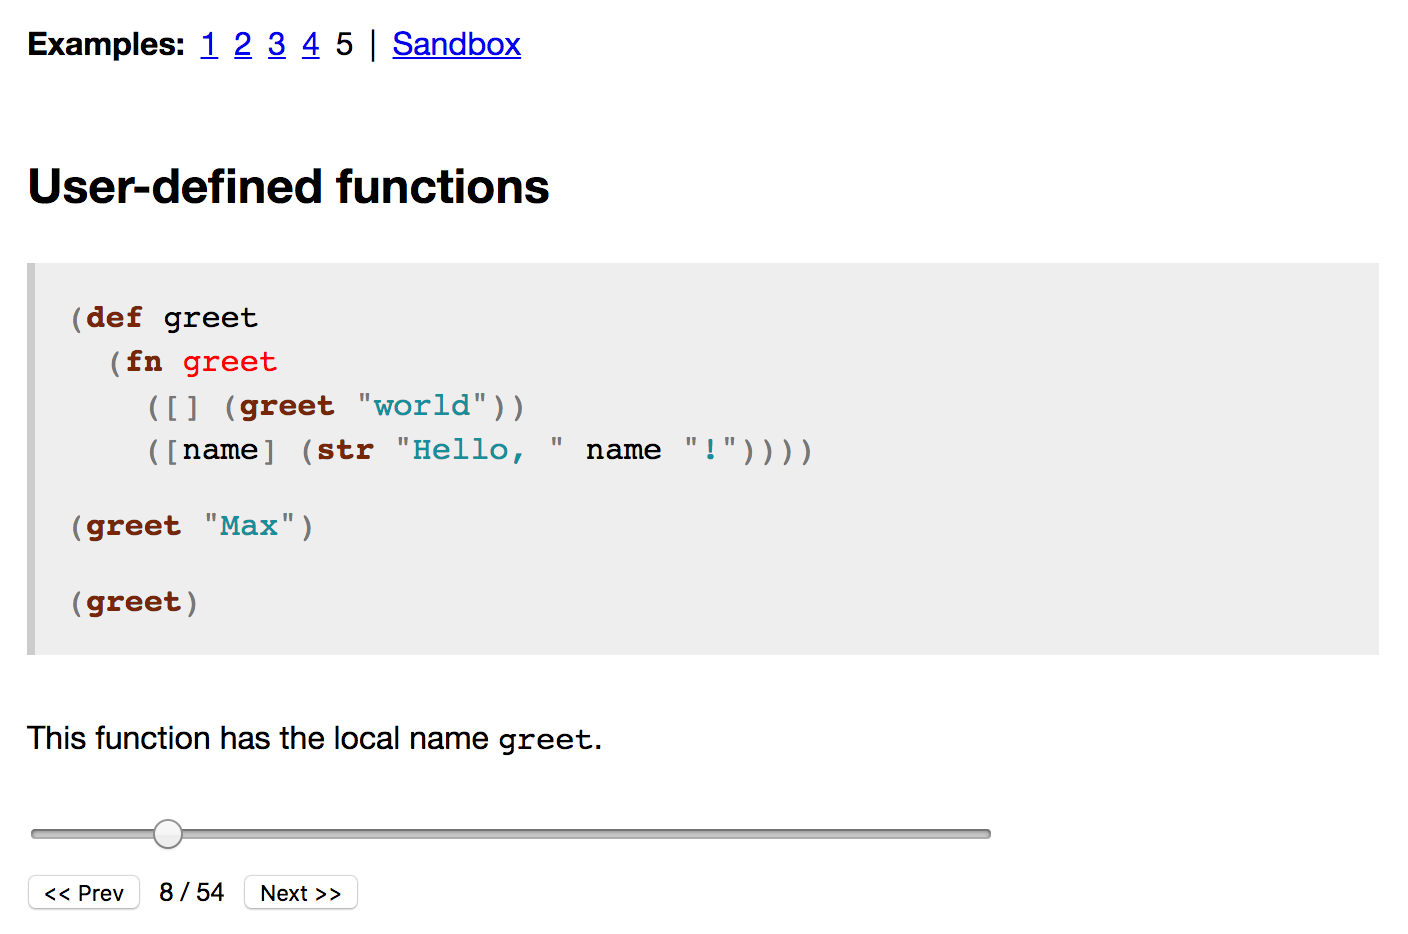 Examples: 1 2 3 4 5 | Sandbox
User-defined functions
(def greet
  (fn greet
    ([] (greet "world"))
    ([name] (str "Hello, " name "!"))))
(greet "Max")
(greet)
This function has the local name greet.
<< Prev 8 / 54 Next >>